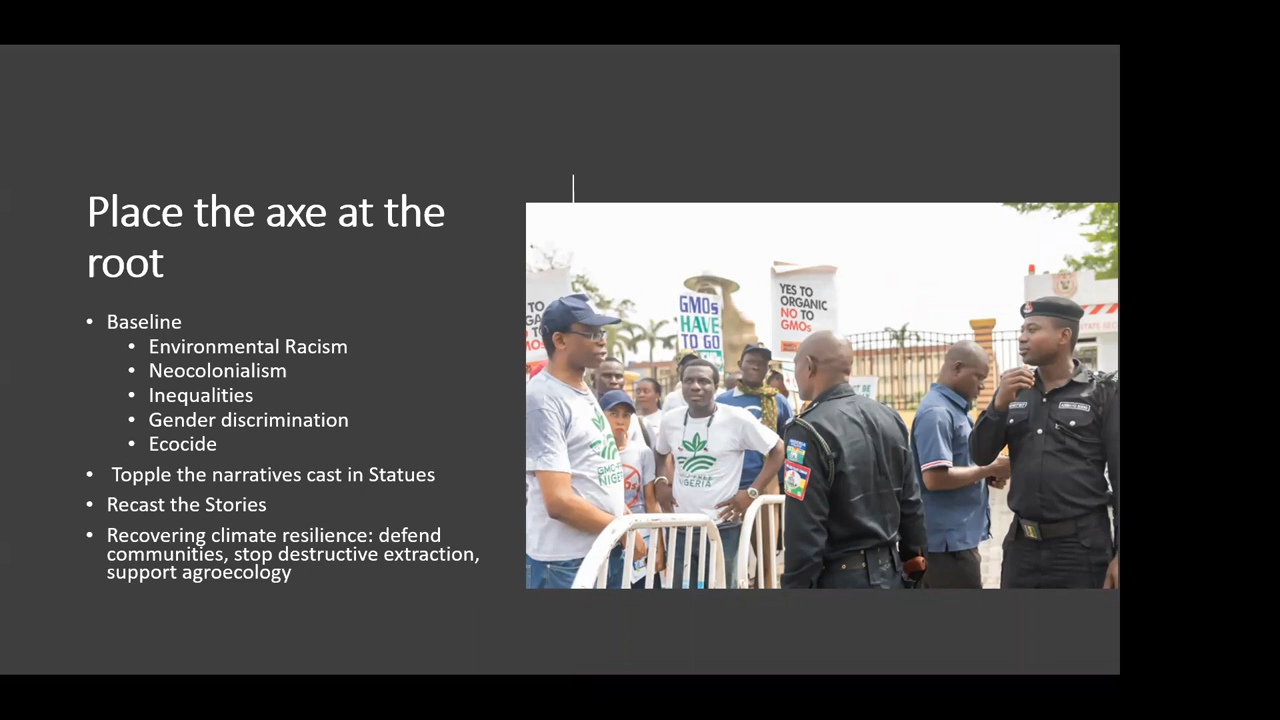 Place the axe at the
root
• Baseline
• Environmental Racism
• Neocolonialism
• Inequalities
• Gender discrimination
• Ecocide
• Topple the narratives cast in Statues
• Recast the Stories
• Recovering climate resilience: defend
communities, stop destructive extraction,
support agroecology
GMOs
HAVE
TO GO
YES TO
ORGANIC
NO TO
GMOs
NIGERIA